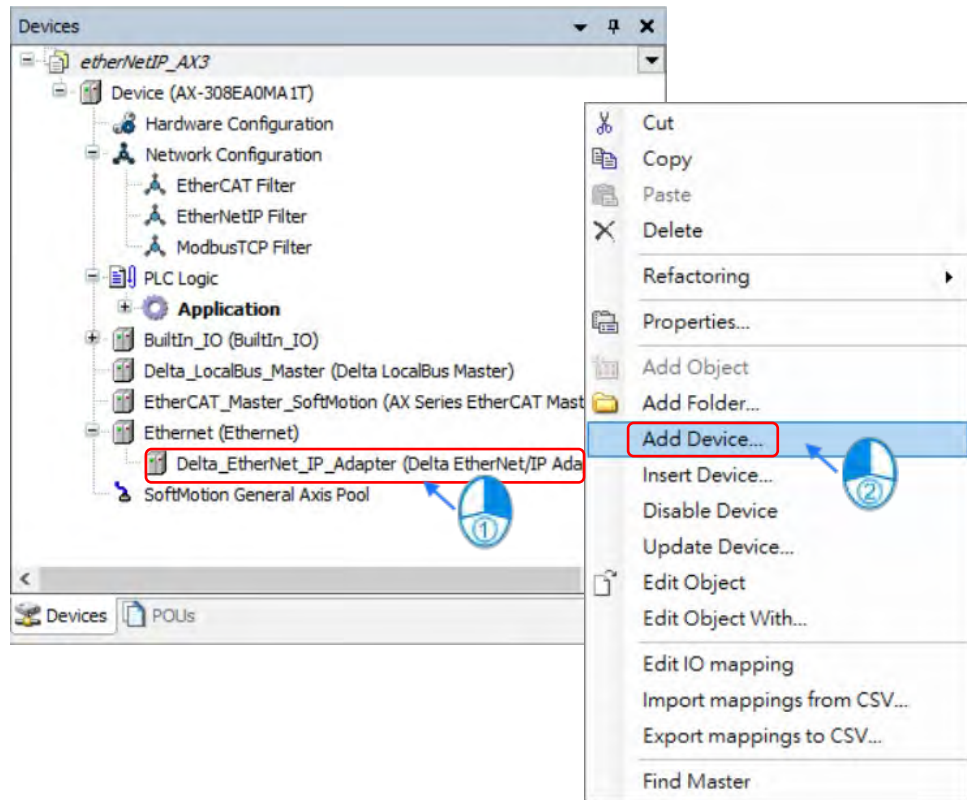 Devices
etherNetIP_AX3
Device (AX-308EA0MA1T)
Hardware Configuration
Network Configuration
EtherCAT Filter
EtherNetIP Filter
ModbusTCP Filter
PLC Logic
Application
BuiltIn_IO (BuiltIn_IO)
Delta_LocalBus_Master (Delta LocalBus Master)
EtherCAT_Master_SoftMotion (AX Series EtherCAT Mast
Ethernet (Ethernet)
Delta_EtherNet_IP_Adapter (Delta EtherNet/IP Ada
SoftMotion General Axis Pool
1
Devices
POUs
Cut
Copy
Paste
Delete
Refactoring
Properties...
Add Object
Add Folder...
Add Device...
2
Insert Device...
Disable Device
Update Device...
Edit Object
Edit Object With...
Edit IO mapping
Import mappings from CSV...
Export mappings to CSV...
Find Master